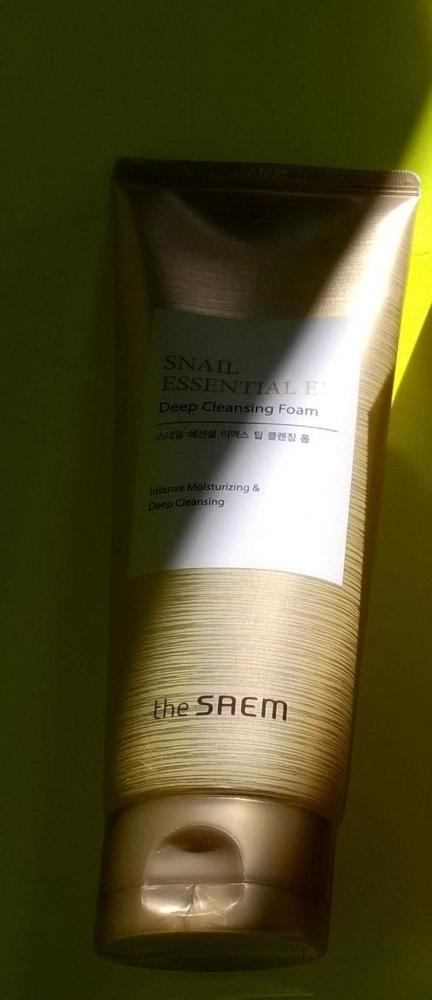 SNAIL
ESSENTIAL EX
Deep Cleansing Foam
스네일 에센셜 이엑스 딥 클렌징 폼
Intense Moisturizing &
Deep Cleansing
the SAEM